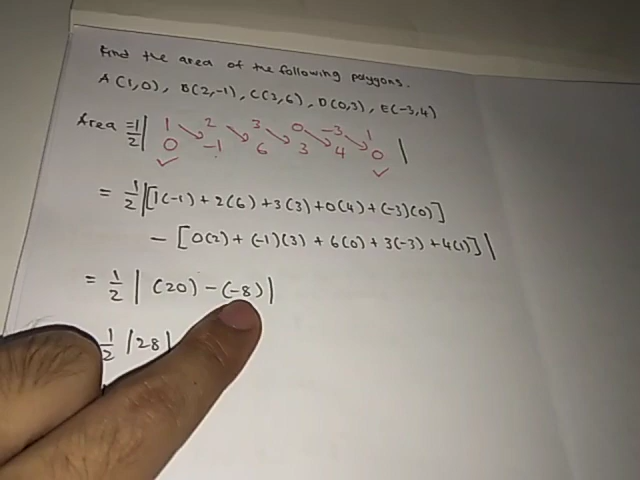 Find the area of the following polygons.
A(1,0), B(2,-1), C(3,6), D(0,3), E(-3,4)
Area = 1/2 | 1 2 3 0 -3 1
0 -1 6 3 4 0 |
= 1/2 |[1(-1) + 2(6) + 3(3) + 0(4) + (-3)(0)]
- [0(2) + (-1)(3) + 6(0) + 3(-3) + 4(1)]|
= 1/2 | (20) - (-8) |
1/2 |28|